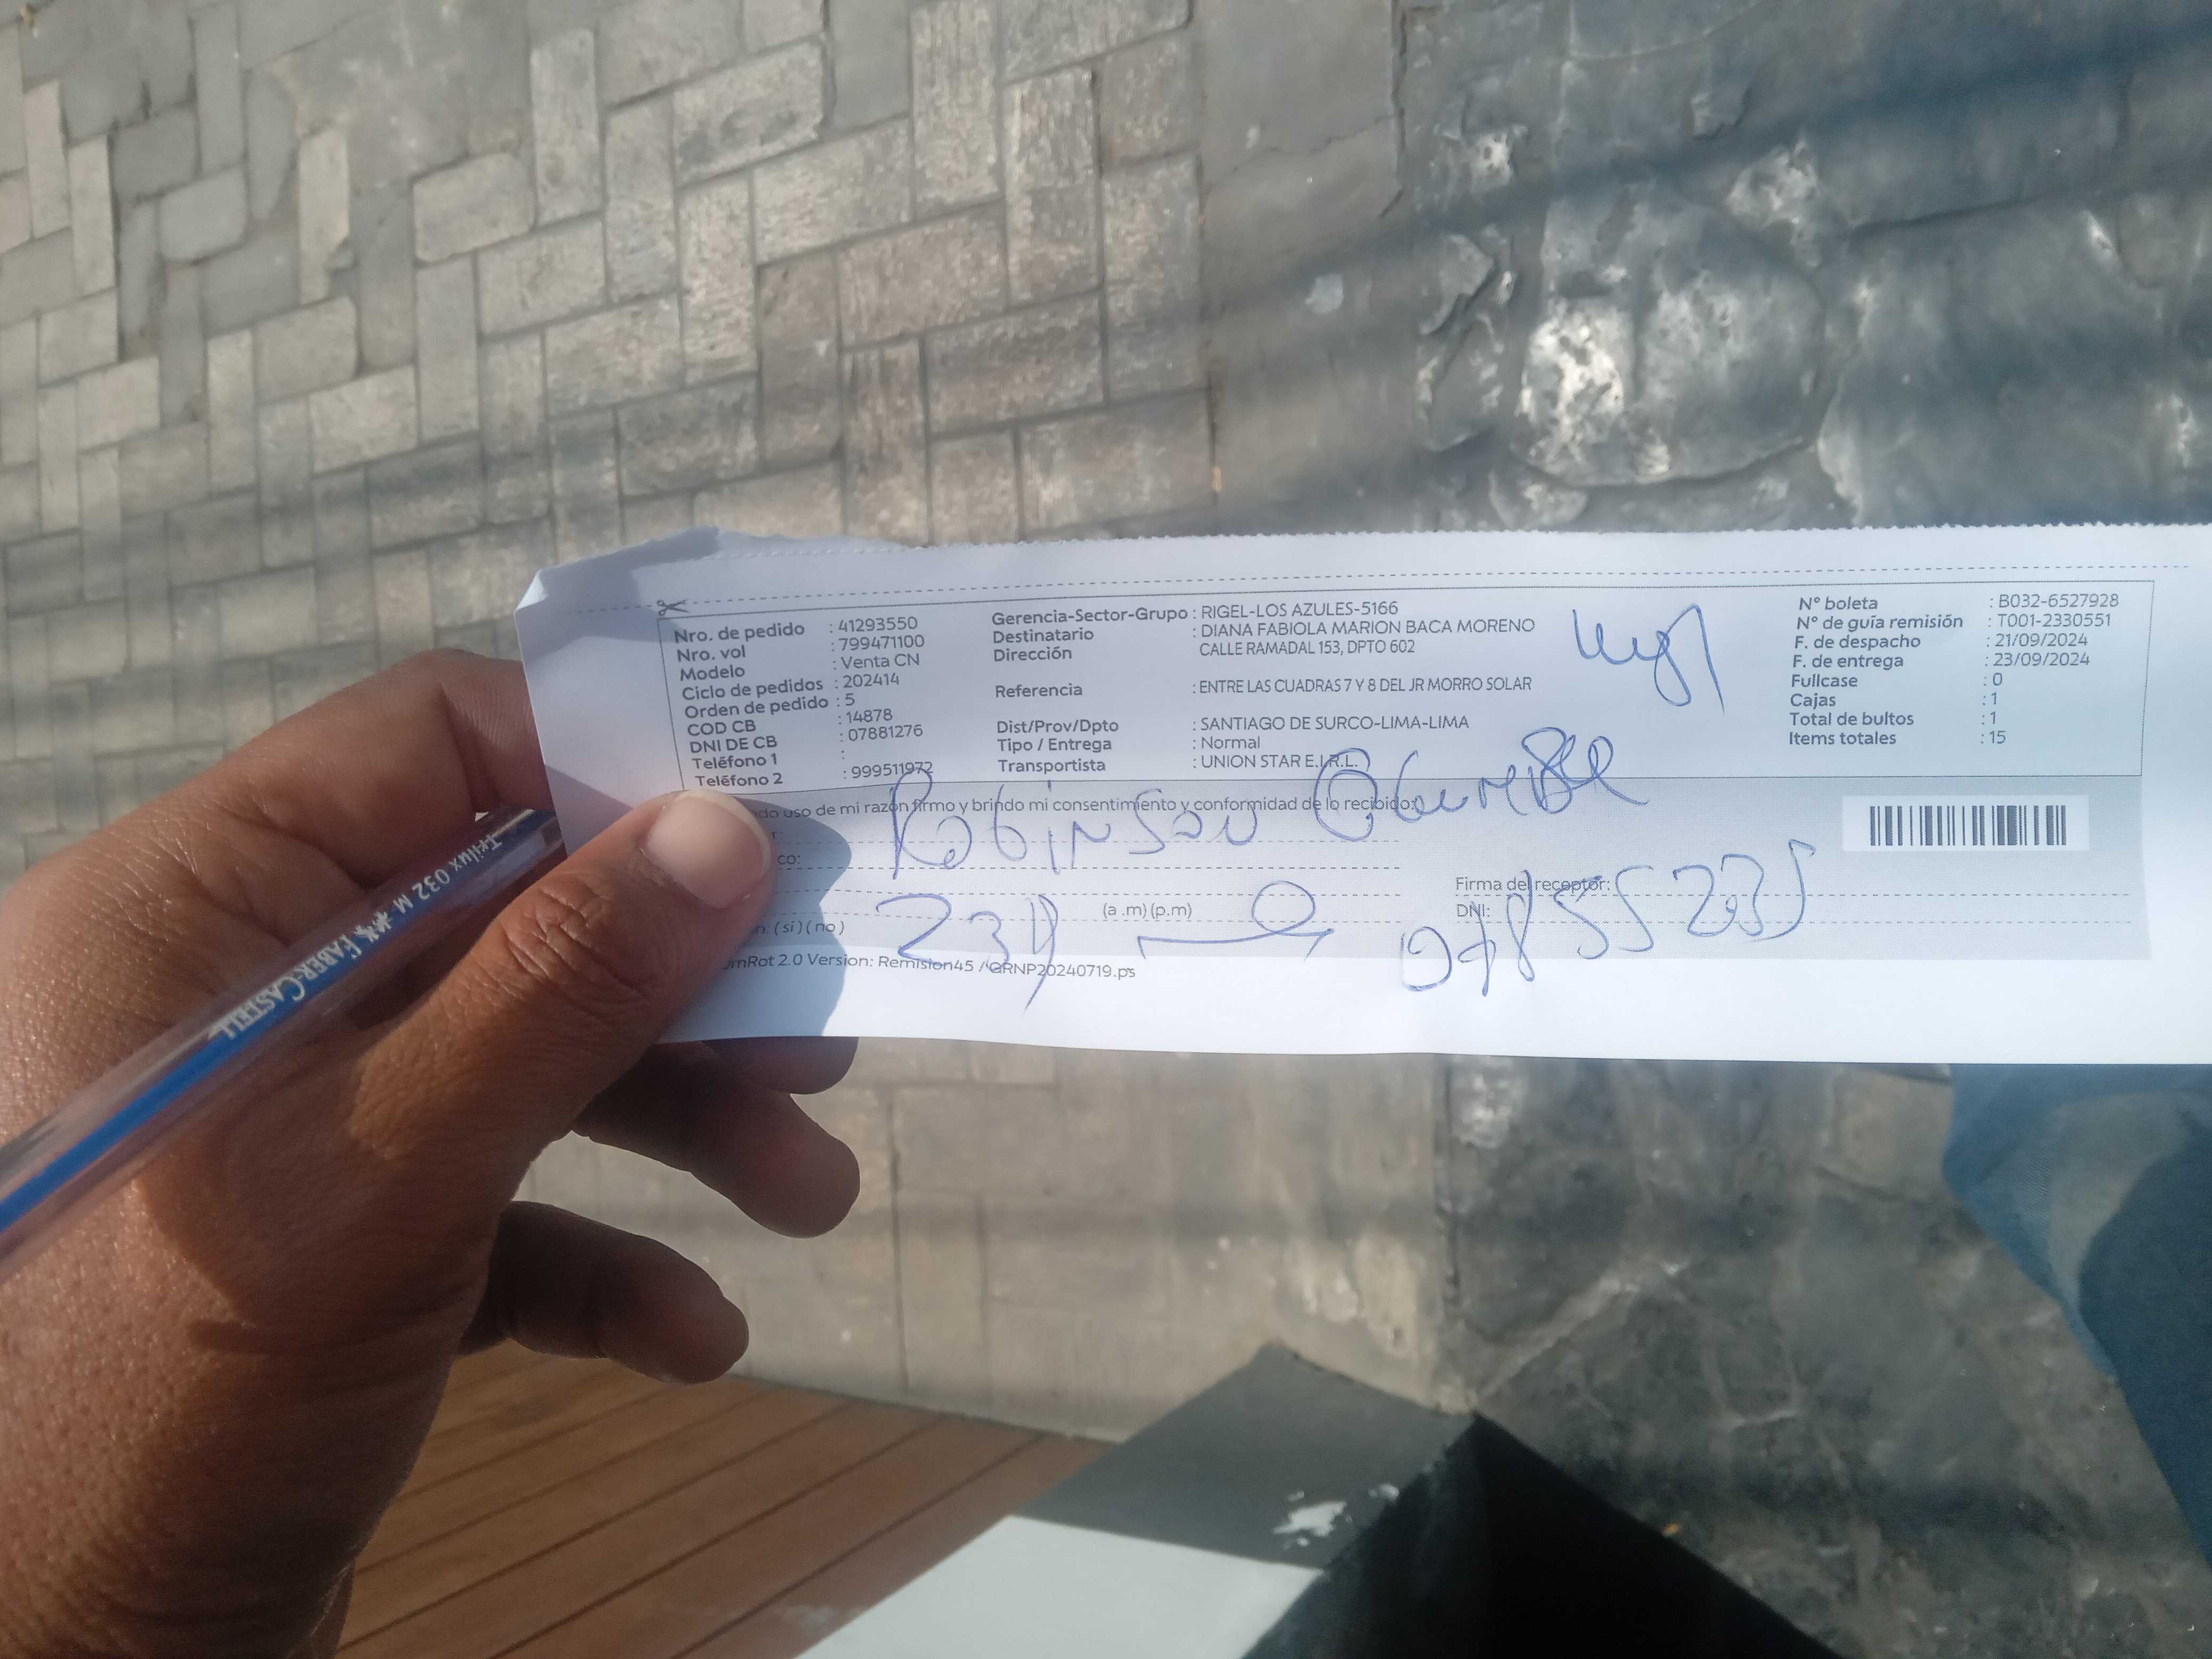 Nro. de pedido : 41293550
Nro. vol : 799471100
Modelo : Venta CN
Ciclo de pedidos : 202414
Orden de pedido : 5
COD CB : 14878
DNI DE CB : 07881276
Teléfono 1 :
Teléfono 2 : 999511972
Gerencia-Sector-Grupo : RIGEL-LOS AZULES-5166
Destinatario : DIANA FABIOLA MARION BACA MORENO
Dirección CALLE RAMADAL 153, DPTO 602
Referencia : ENTRE LAS CUADRAS 7 Y 8 DEL JR MORRO SOLAR
Dist/Prov/Dpto : SANTIAGO DE SURCO-LIMA-LIMA
Tipo / Entrega : Normal
Transportista : UNION STAR E.I.R.L.
N° boleta : B032-6527928
N° de guía remisión : T001-2330551
F. de despacho : 21/09/2024
F. de entrega : 23/09/2024
Fullcase : 0
Cajas : 1
Total de bultos : 1
Items totales : 15
do uso de mi razón firmo y brindo mi consentimiento y conformidad de lo recibido:
Robinson
co:
Firma del receptor:
(a .m) (p.m)
DNI:
n: ( si ) ( no )
mRot 2.0 Version: Remision45 / QRNP20240719.ps
Trilux 032 M FABER-CASTELL